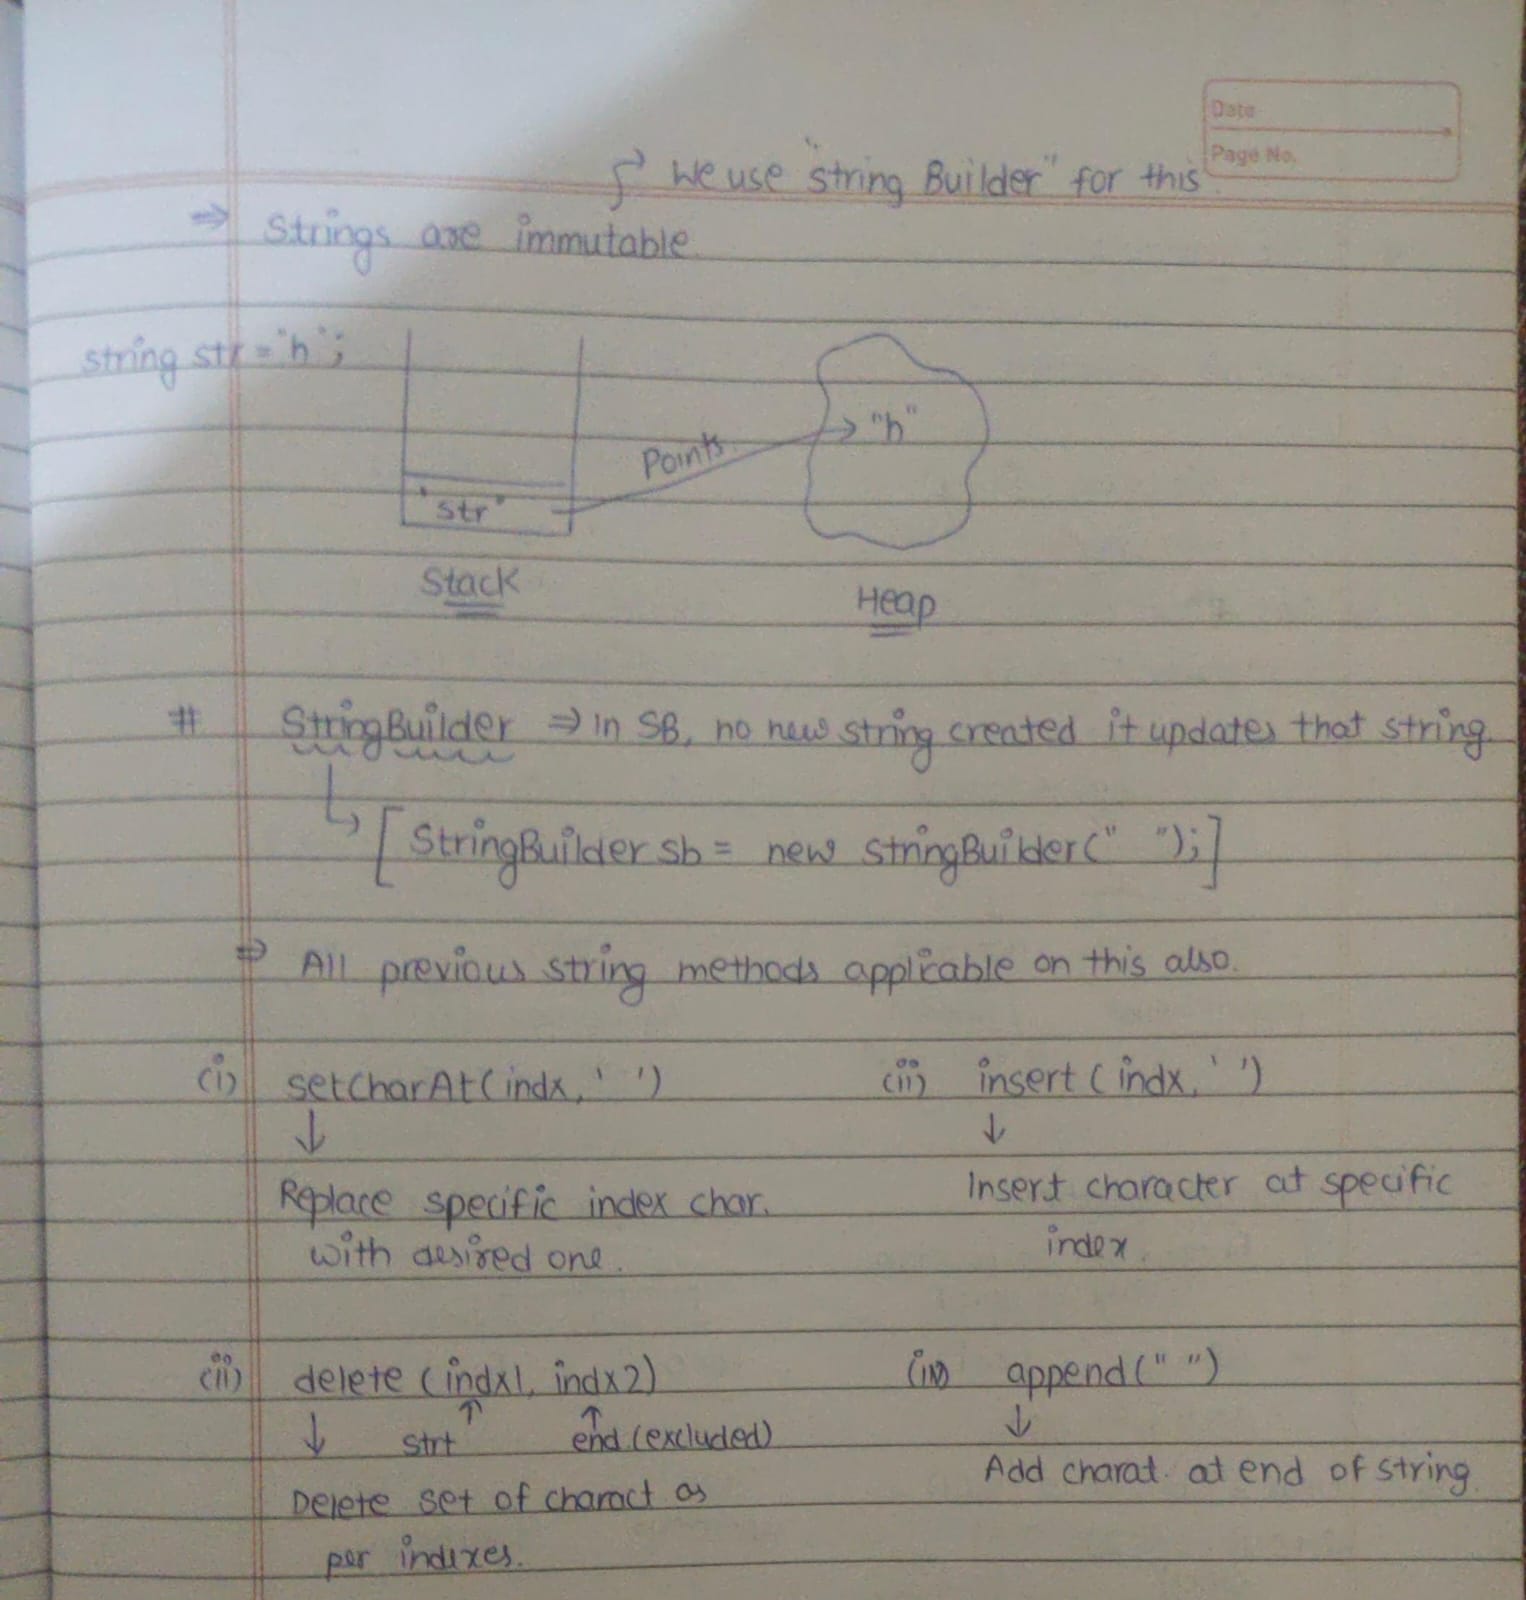 Date
Page No.
We use "string Builder" for this
⇒ Strings are immutable.
string str = "h";
"h"
Points
"str"
Stack
Heap
# StringBuilder ⇒ In SB, no new string created it updates that string.
[StringBuilder sb = new StringBuilder(" ");]
⇒ All previous string methods applicable on this also.
(i) setCharAt(indx, ' ')
↓
Replace specific index char.
with desired one.
(ii) insert(indx, ' ')
↓
Insert character at specific
index.
(iii) delete (indx1, indx2)
↓ strt end (excluded)
Delete set of charact as
per indexes.
(iv) append(" ")
↓
Add charat. at end of string